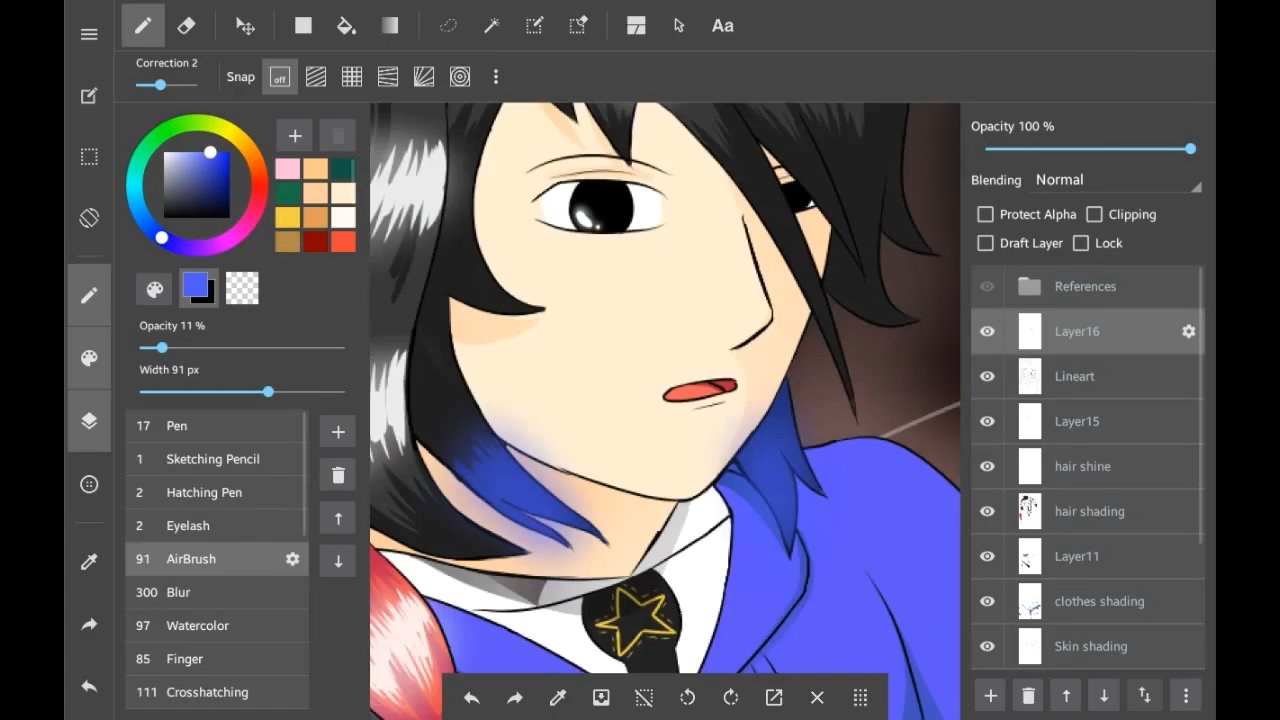 Aa
Correction 2
Snap
off
Opacity 11 %
Width 91 px
17 Pen
1 Sketching Pencil
2 Hatching Pen
2 Eyelash
91 AirBrush
300 Blur
97 Watercolor
85 Finger
111 Crosshatching
Opacity 100 %
Blending Normal
Protect Alpha Clipping
Draft Layer Lock
References
Layer16
Lineart
Layer15
hair shine
hair shading
Layer11
clothes shading
Skin shading